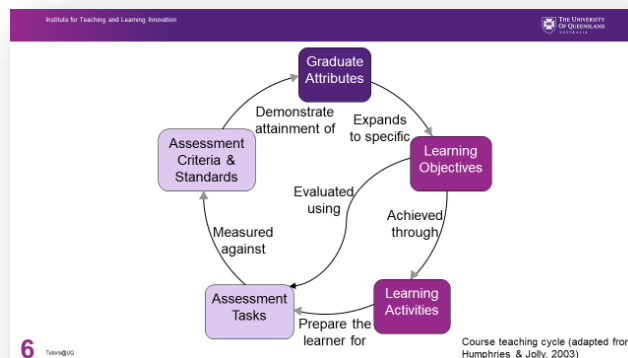 Institute for Teaching and Learning Innovation
THE UNIVERSITY
OF QUEENSLAND
AUSTRALIA
Graduate
Attributes
Demonstrate
attainment of
Expands
to specific
Assessment
Criteria &
Standards
Learning
Objectives
Evaluated
using
Achieved
through
Measured
against
Assessment
Tasks
Learning
Activities
Prepare the
learner for
6
Tutors@UQ
Course teaching cycle (adapted from
Humphries & Jolly, 2003)